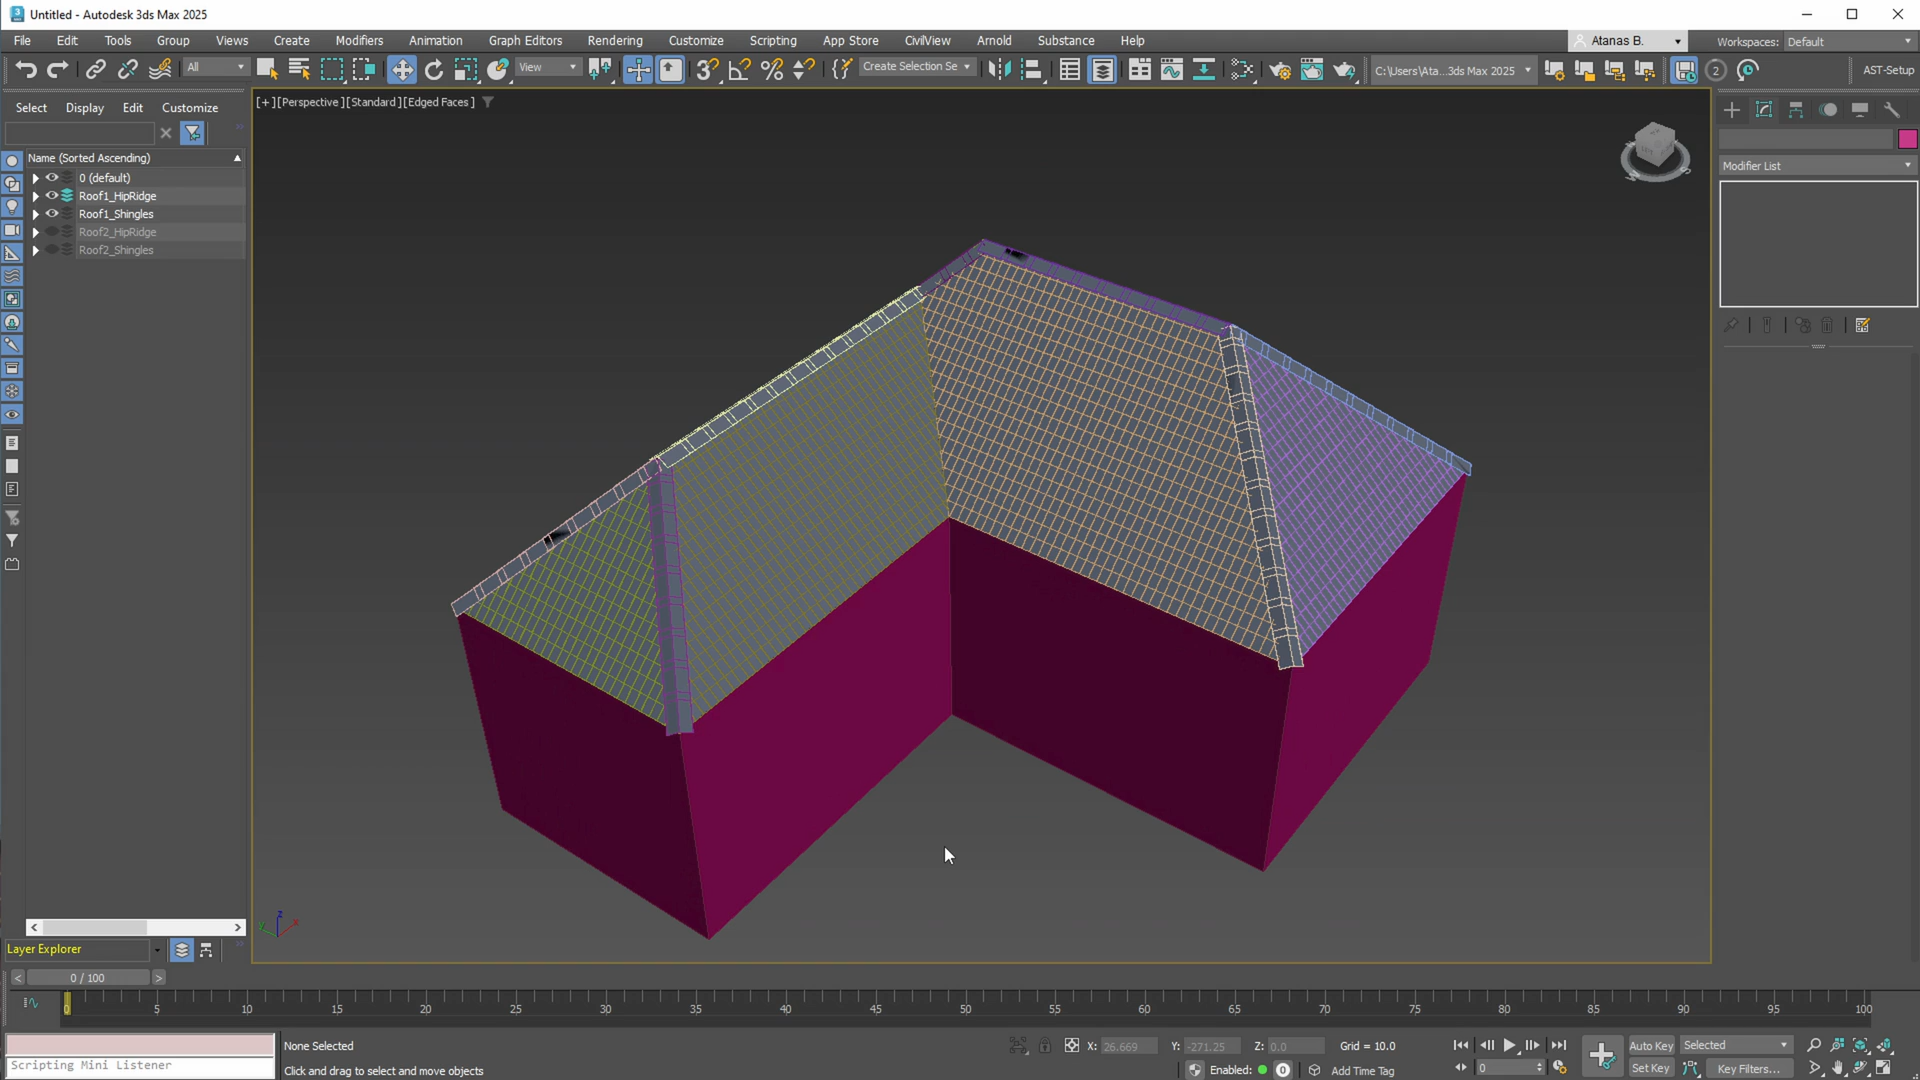 Untitled - Autodesk 3ds Max 2025
File Edit Tools Group Views Create Modifiers Animation Graph Editors Rendering Customize Scripting App Store CivilView Arnold Substance Help
Atanas B.
Workspaces: Default
All
View
Create Selection Se
C:\Users\Ata...3ds Max 2025
2
AST-Setup
Select Display Edit Customize
[+][Perspective][Standard][Edged Faces]
Name (Sorted Ascending)
0 (default)
Roof1_HipRidge
Roof1_Shingles
Roof2_HipRidge
Roof2_Shingles
Modifier List
Layer Explorer
0 / 100
0 5 10 15 20 25 30 35 40 45 50 55 60 65 70 75 80 85 90 95 100
None Selected
X: 26.669 Y: -271.25 Z: 0.0 Grid = 10.0
Auto Key
Selected
Scripting Mini Listener
Click and drag to select and move objects
Enabled: 0
Add Time Tag
0
Set Key
Key Filters...
z
x
y